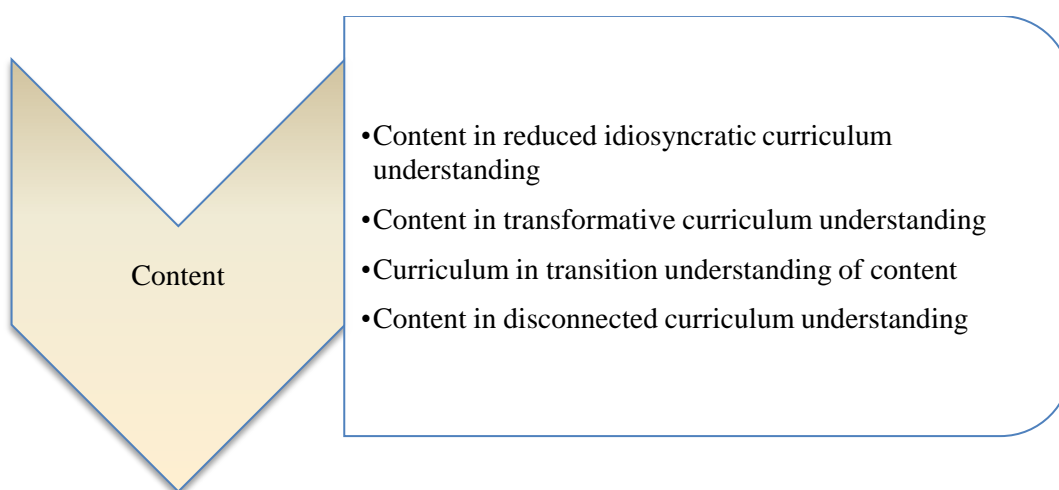 Content
•Content in reduced idiosyncratic curriculum
understanding
•Content in transformative curriculum understanding
•Curriculum in transition understanding of content
•Content in disconnected curriculum understanding